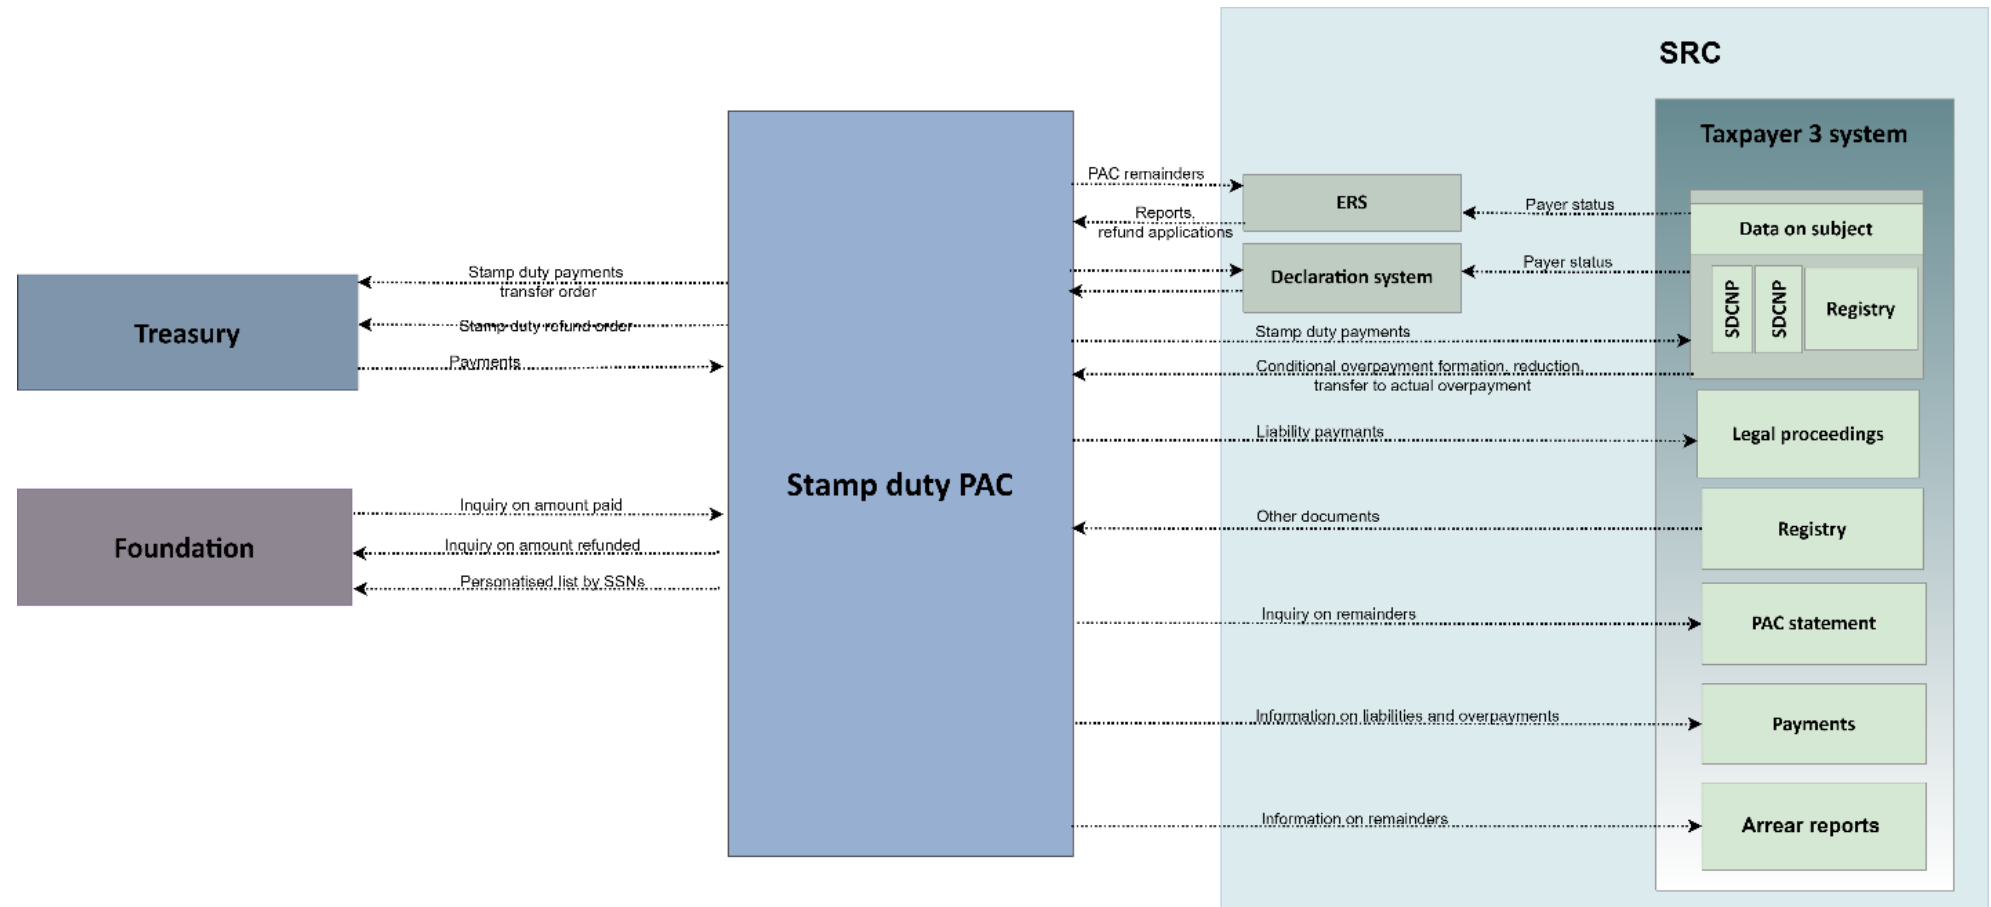 SRC
Taxpayer 3 system
PAC remainders
ERS
Reports,
refund applications
Payer status
Data on subject
Declaration system
Payer status
SDCNP
SDCNP
Registry
Stamp duty payments
transfer order
Treasury
Stamp duty refund order
Payments
Stamp duty payments
Conditional overpayment formation, reduction,
transfer to actual overpayment
Liability paymants
Legal proceedings
Stamp duty PAC
Inquiry on amount paid
Foundation
Inquiry on amount refunded
Personatised list by SSNs
Other documents
Registry
Inquiry on remainders
PAC statement
Information on liabilities and overpayments
Payments
Information on remainders
Arrear reports